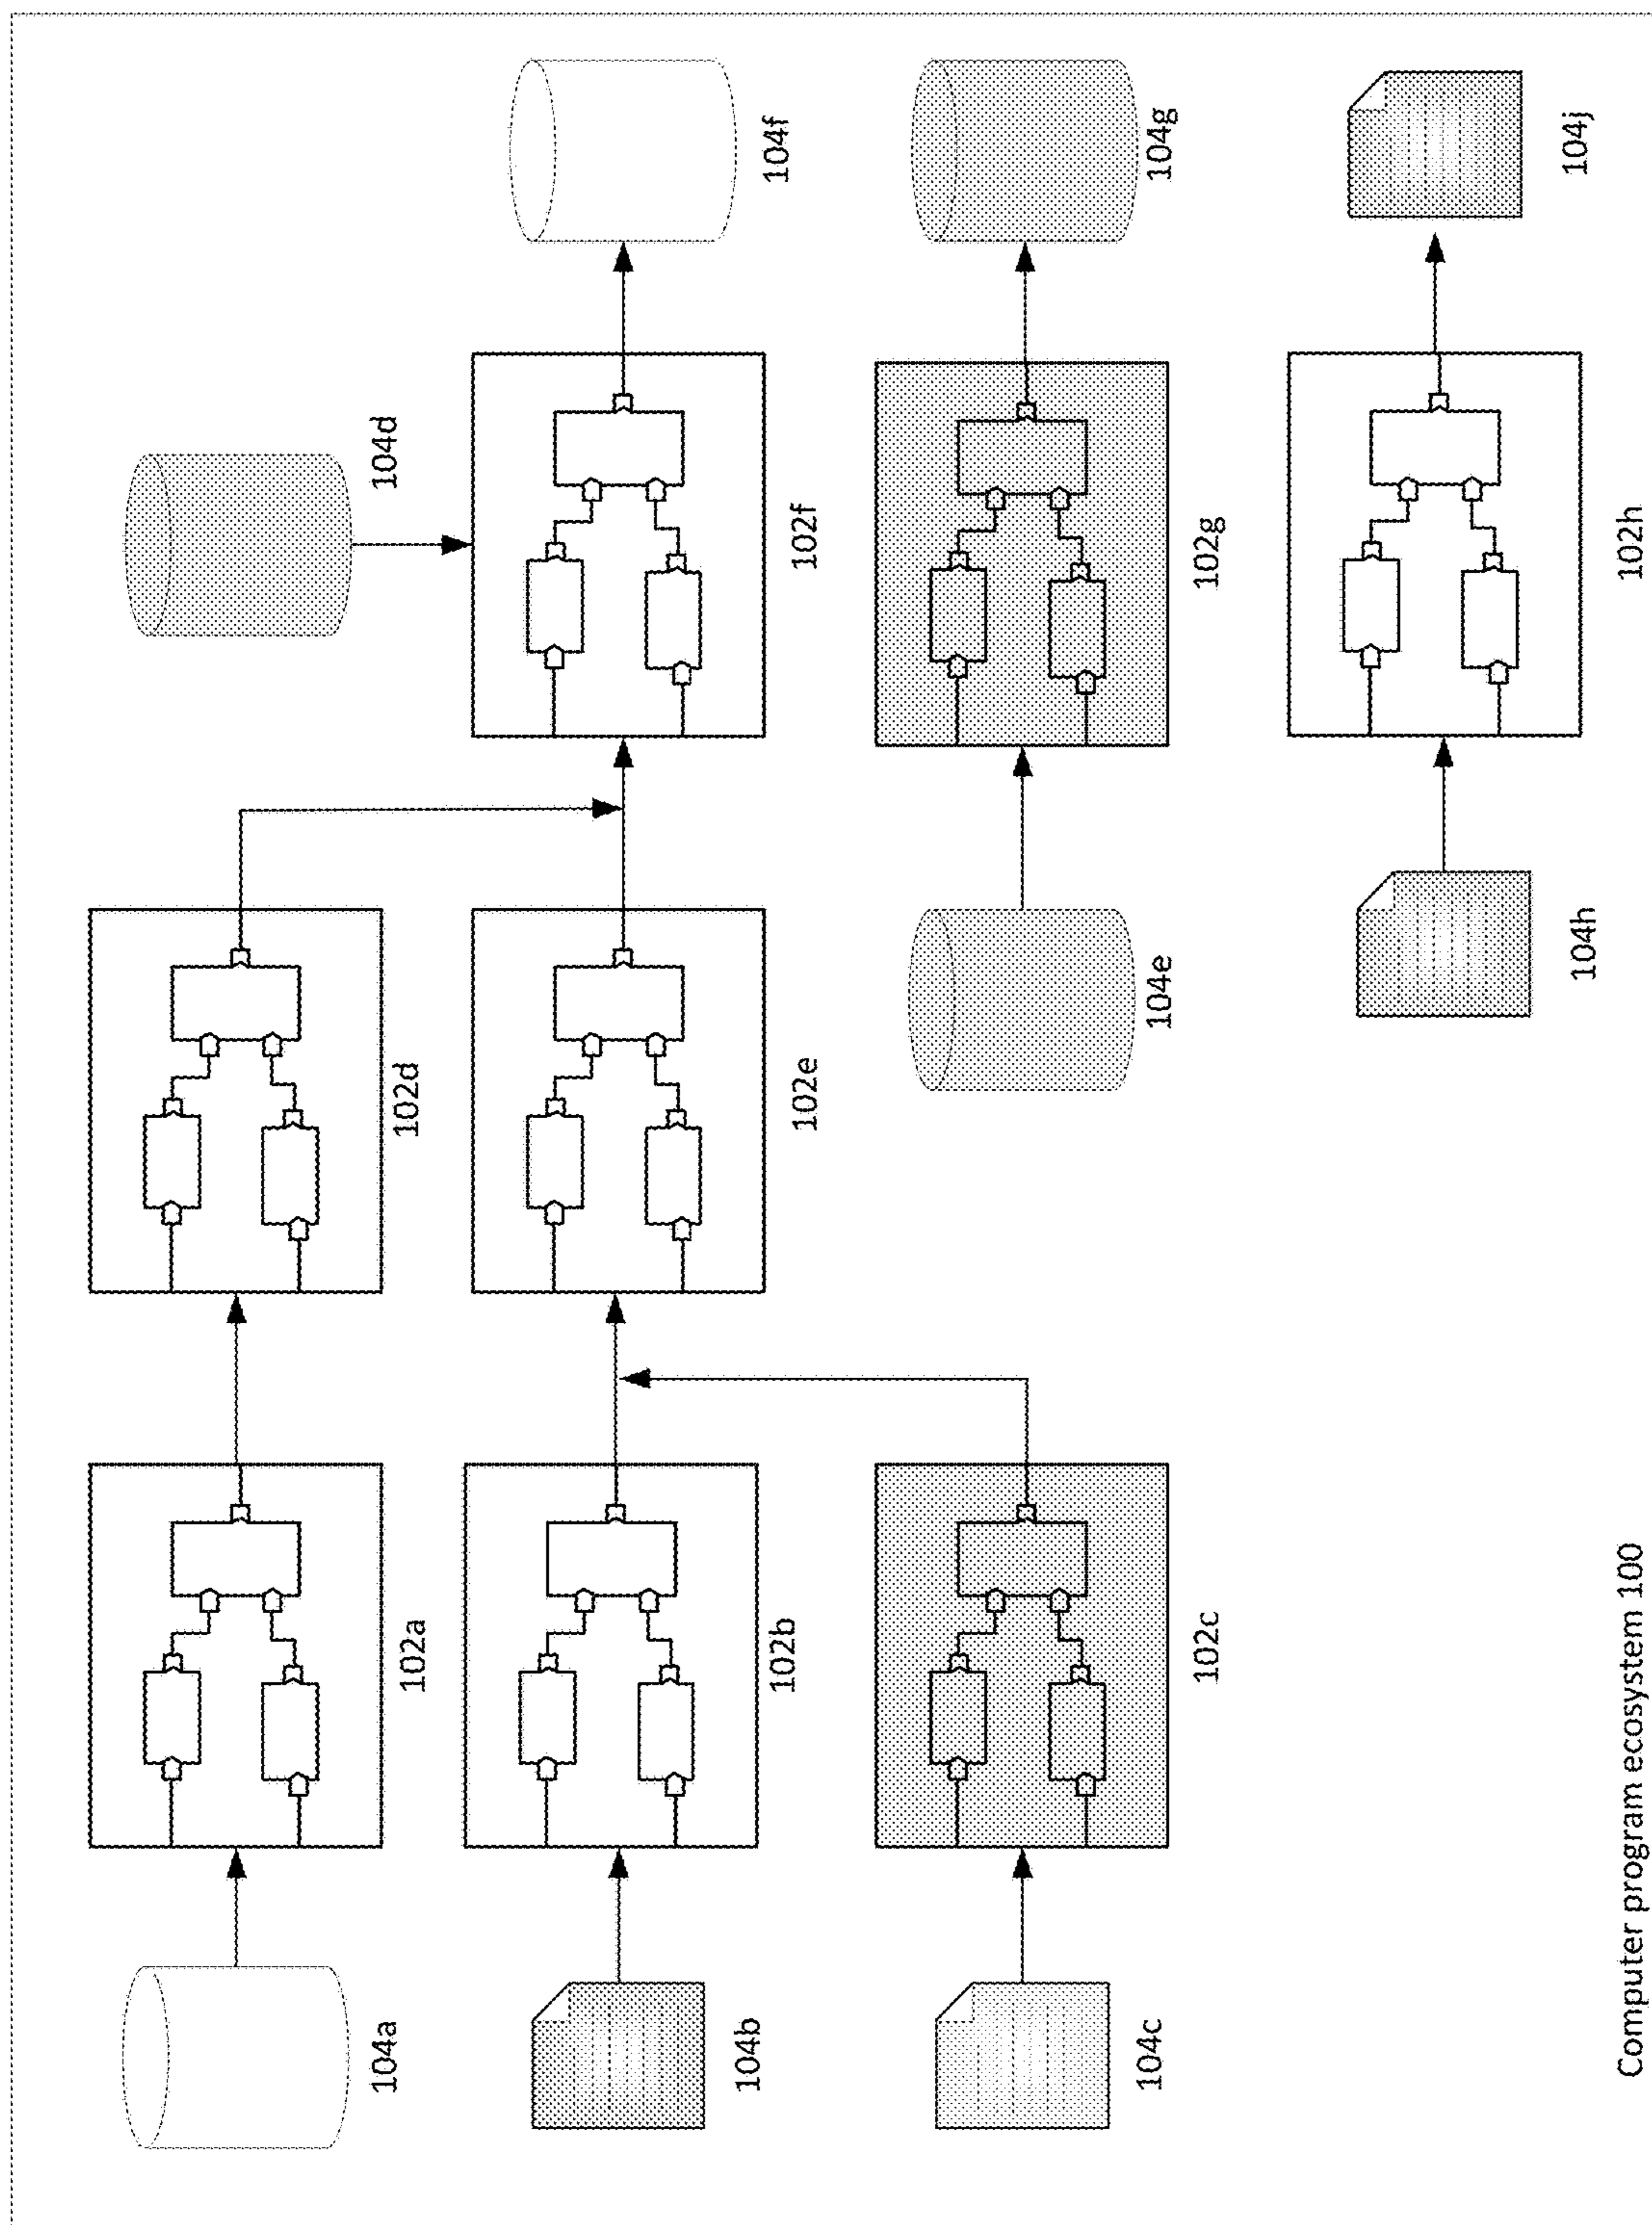 104a
102a
102d
104d
104b
102b
102e
102f
104f
104c
102c
104e
102g
104g
104h
102h
104j
Computer program ecosystem 100